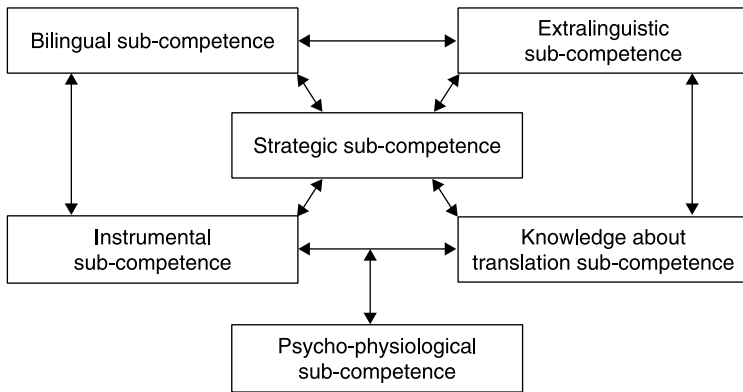 Bilingual sub-competence
Extralinguistic
sub-competence
Strategic sub-competence
Instrumental
sub-competence
Knowledge about
translation sub-competence
Psycho-physiological
sub-competence